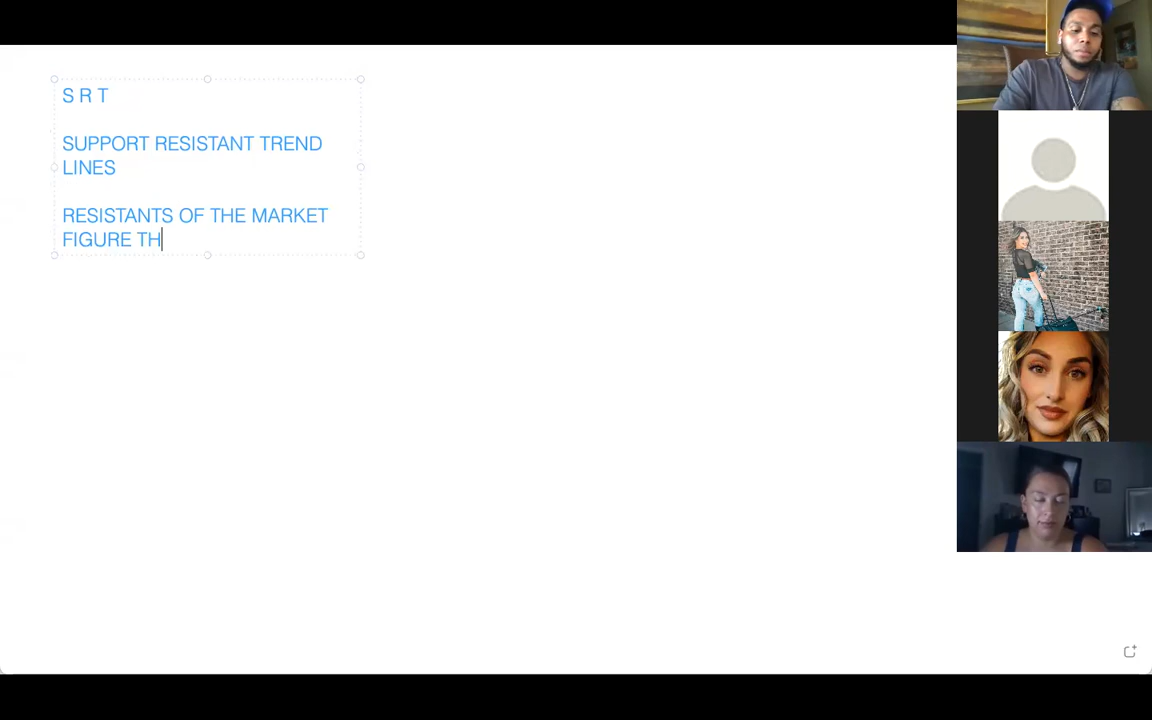 S R T
SUPPORT RESISTANT TREND
LINES
RESISTANTS OF THE MARKET
FIGURE TH